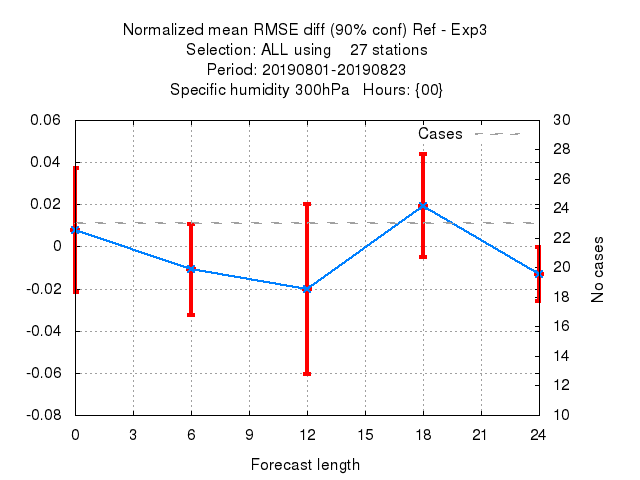 Normalized mean RMSE diff (90% conf) Ref - Exp3
Selection: ALL using    27 stations
Period: 20190801-20190823
Specific humidity 300hPa   Hours: {00}
Cases
0.06
0.04
0.02
0
-0.02
-0.04
-0.06
-0.08
30
28
26
24
22
20
18
16
14
12
10
No cases
0 3 6 9 12 15 18 21 24
Forecast length